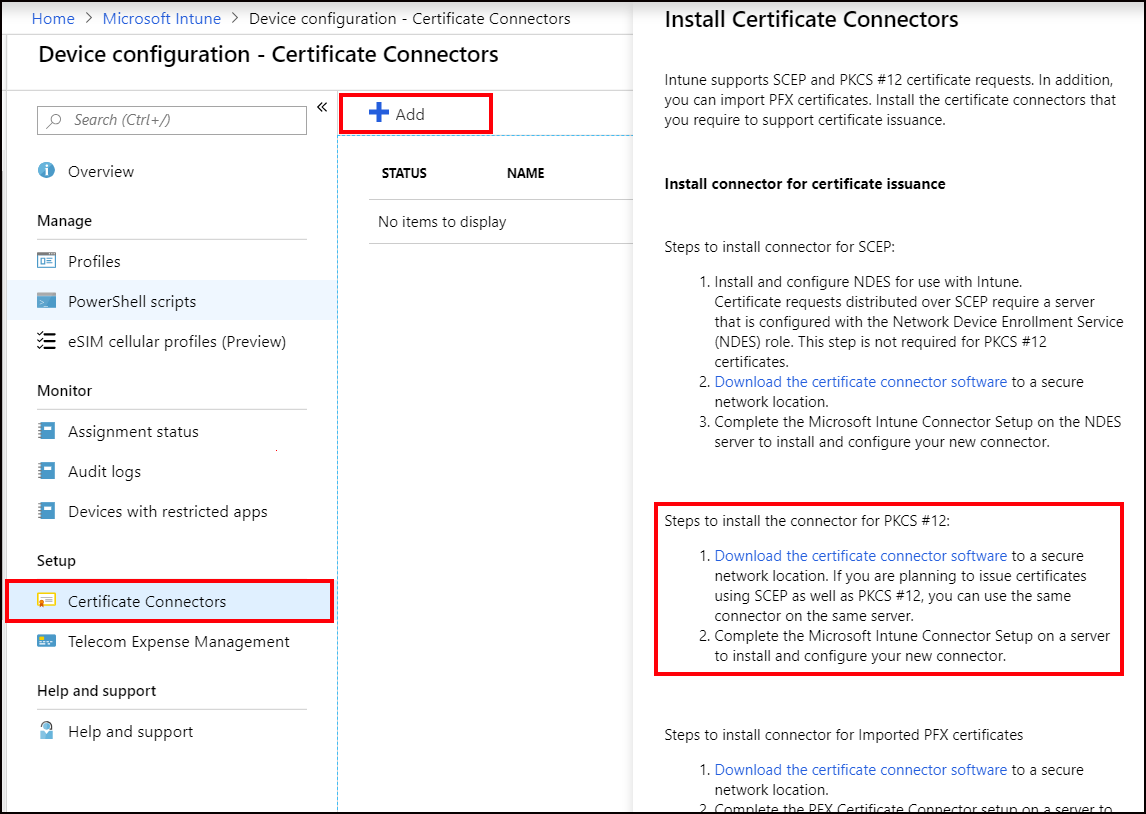 Home > Microsoft Intune > Device configuration - Certificate Connectors
Device configuration - Certificate Connectors
Search (Ctrl+/)
«
Overview
Manage
Profiles
PowerShell scripts
eSIM cellular profiles (Preview)
Monitor
Assignment status
Audit logs
Devices with restricted apps
Setup
Certificate Connectors
Telecom Expense Management
Help and support
Help and support
Add
STATUS NAME
No items to display
Install Certificate Connectors
Intune supports SCEP and PKCS #12 certificate requests. In addition,
you can import PFX certificates. Install the certificate connectors that
you require to support certificate issuance.
Install connector for certificate issuance
Steps to install connector for SCEP:
1. Install and configure NDES for use with Intune.
Certificate requests distributed over SCEP require a server
that is configured with the Network Device Enrollment Service
(NDES) role. This step is not required for PKCS #12
certificates.
2. Download the certificate connector software to a secure
network location.
3. Complete the Microsoft Intune Connector Setup on the NDES
server to install and configure your new connector.
Steps to install the connector for PKCS #12:
1. Download the certificate connector software to a secure
network location. If you are planning to issue certificates
using SCEP as well as PKCS #12, you can use the same
connector on the same server.
2. Complete the Microsoft Intune Connector Setup on a server
to install and configure your new connector.
Steps to install connector for Imported PFX certificates
1. Download the certificate connector software to a secure
network location.
2. Complete the PFX Certificate Connector setup on a server to